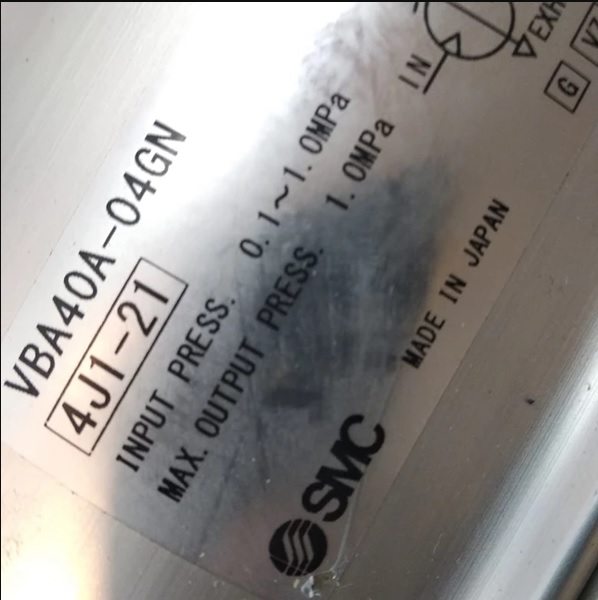 VBA40A-04GN
4J1-21
INPUT PRESS. 0.1~1.0MPa
MAX. OUTPUT PRESS. 1.0MPa
SMC
MADE IN JAPAN
IN
G